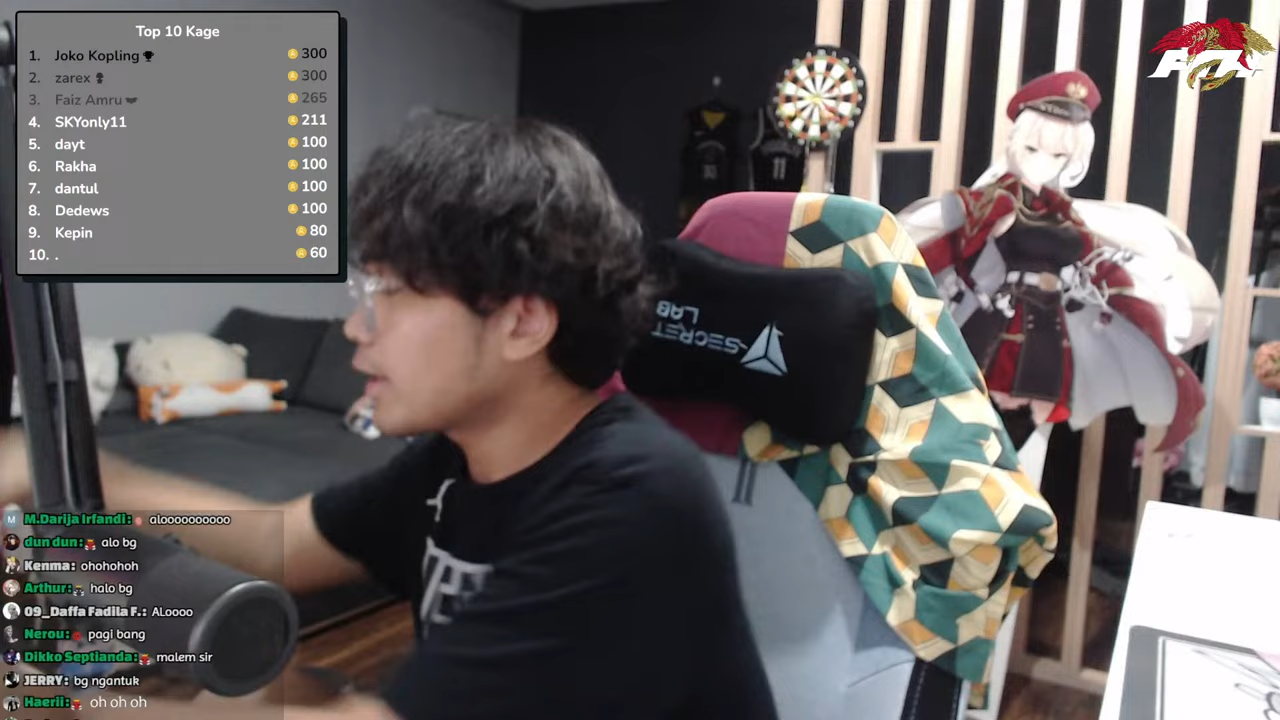 Top 10 Kage
1. Joko Kopling 300
2. zarex 300
3. Faiz Amru 265
4. SKYonly11 211
5. dayt 100
6. Rakha 100
7. dantul 100
8. Dedews 100
9. Kepin 80
10. . 60
11
SECRET
LAB
M.Darija Irfandi: aloooooooooo
dun dun: alo bg
Kenma: ohohohoh
Arthur: halo bg
09_Daffa Fadila F.: ALoooo
Nerou: pagi bang
Dikko Septianda: malem sir
JERRY: bg ngantuk
Haerii: oh oh oh